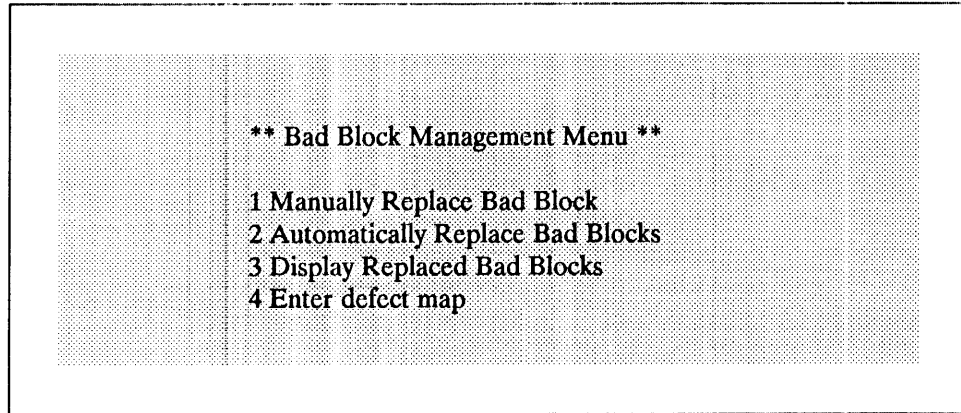 ** Bad Block Management Menu **
1 Manually Replace Bad Block
2 Automatically Replace Bad Blocks
3 Display Replaced Bad Blocks
4 Enter defect map